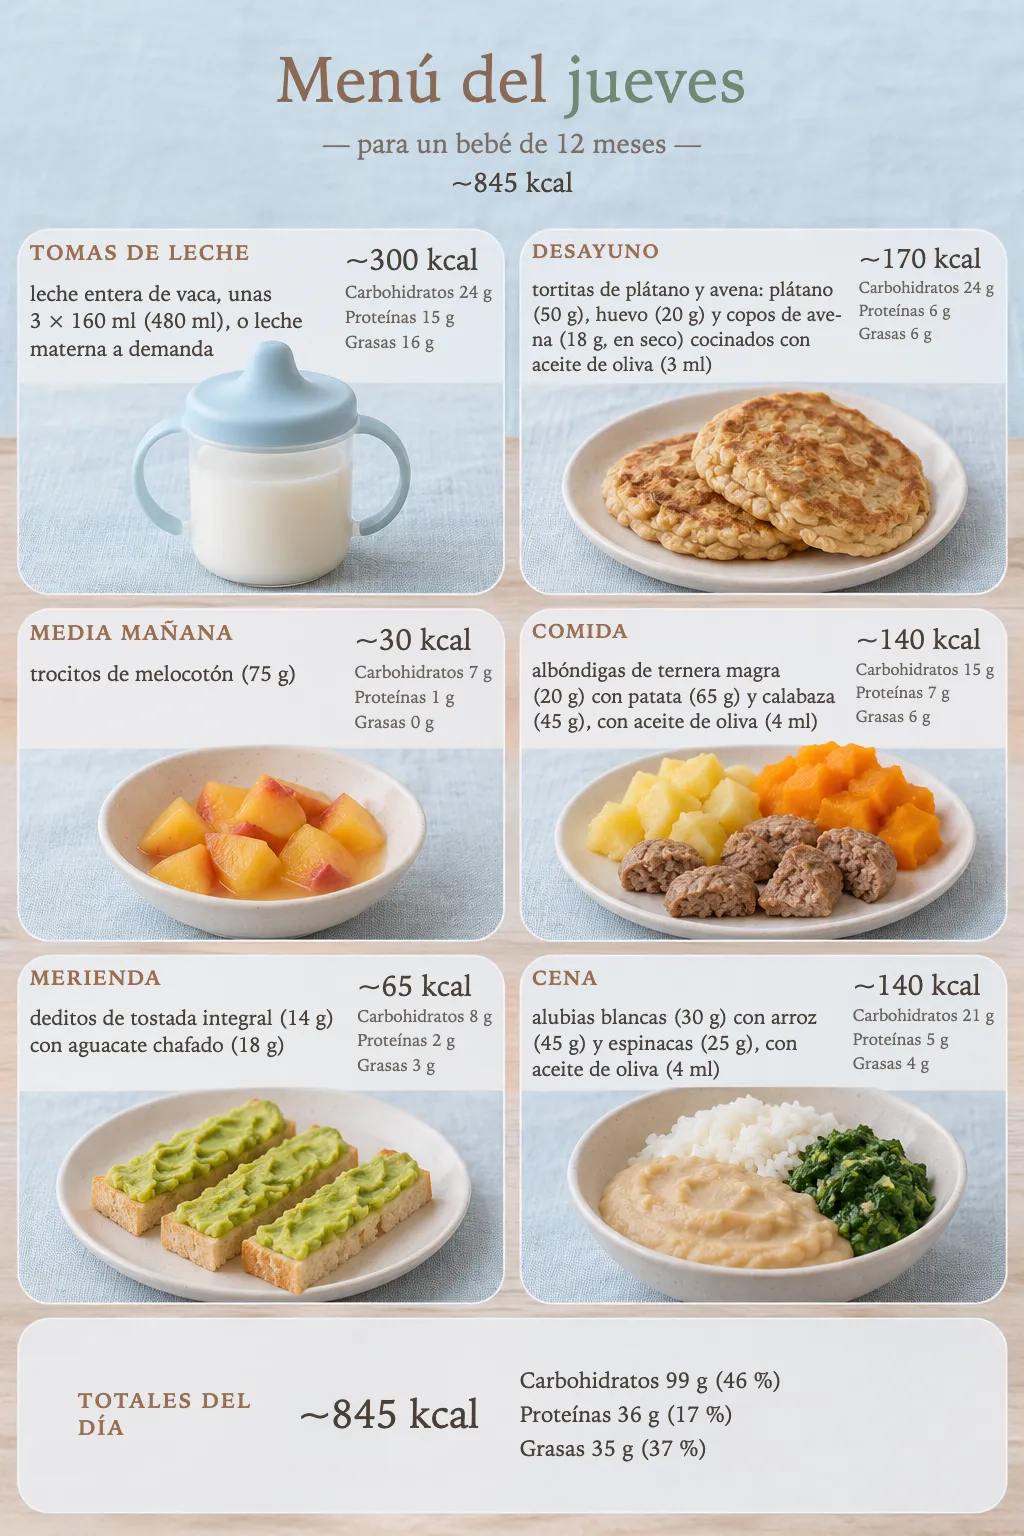 Menú del jueves
— para un bebé de 12 meses —
~845 kcal
TOMAS DE LECHE
leche entera de vaca, unas
3 × 160 ml (480 ml), o leche
materna a demanda
~300 kcal
Carbohidratos 24 g
Proteínas 15 g
Grasas 16 g
DESAYUNO
tortitas de plátano y avena: plátano
(50 g), huevo (20 g) y copos de ave-
na (18 g, en seco) cocinados con
aceite de oliva (3 ml)
~170 kcal
Carbohidratos 24 g
Proteínas 6 g
Grasas 6 g
MEDIA MAÑANA
trocitos de melocotón (75 g)
~30 kcal
Carbohidratos 7 g
Proteínas 1 g
Grasas 0 g
COMIDA
albóndigas de ternera magra
(20 g) con patata (65 g) y calabaza
(45 g), con aceite de oliva (4 ml)
~140 kcal
Carbohidratos 15 g
Proteínas 7 g
Grasas 6 g
MERIENDA
deditos de tostada integral (14 g)
con aguacate chafado (18 g)
~65 kcal
Carbohidratos 8 g
Proteínas 2 g
Grasas 3 g
CENA
alubias blancas (30 g) con arroz
(45 g) y espinacas (25 g), con
aceite de oliva (4 ml)
~140 kcal
Carbohidratos 21 g
Proteínas 5 g
Grasas 4 g
TOTALES DEL
DÍA
~845 kcal
Carbohidratos 99 g (46 %)
Proteínas 36 g (17 %)
Grasas 35 g (37 %)